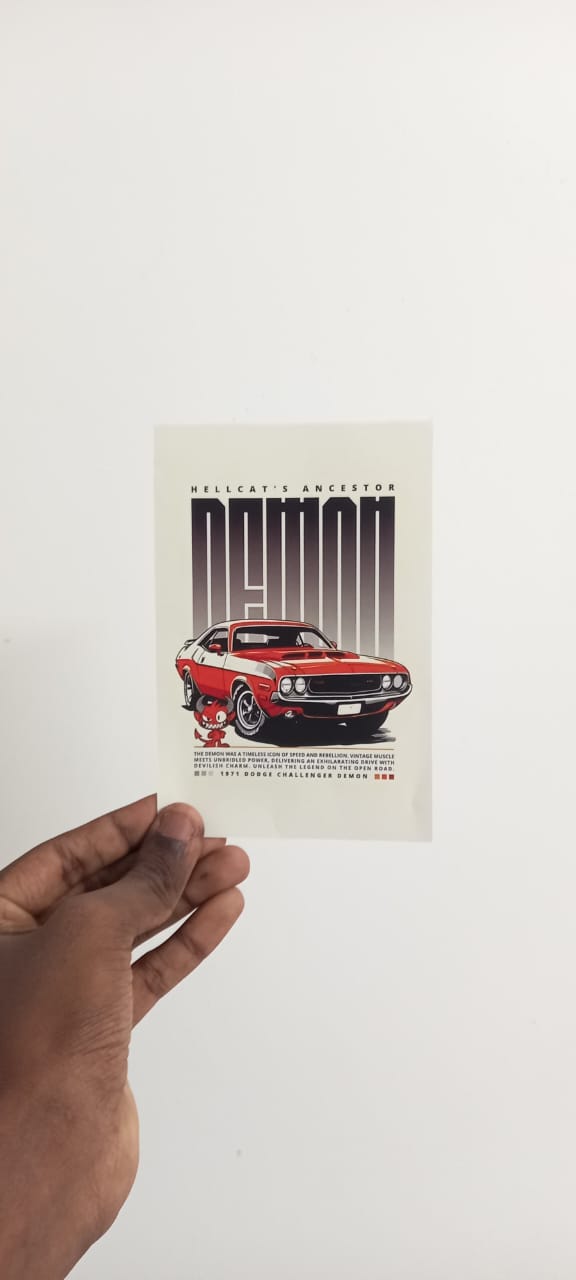 HELLCAT'S ANCESTOR
DEMON
THE DEMON WAS A TIMELESS ICON OF SPEED AND REBELLION. VINTAGE MUSCLE
MEETS UNBRIDLED POWER, DELIVERING AN EXHILARATING DRIVE WITH
DEVILISH CHARM. UNLEASH THE LEGEND ON THE OPEN ROAD.
1971 DODGE CHALLENGER DEMON